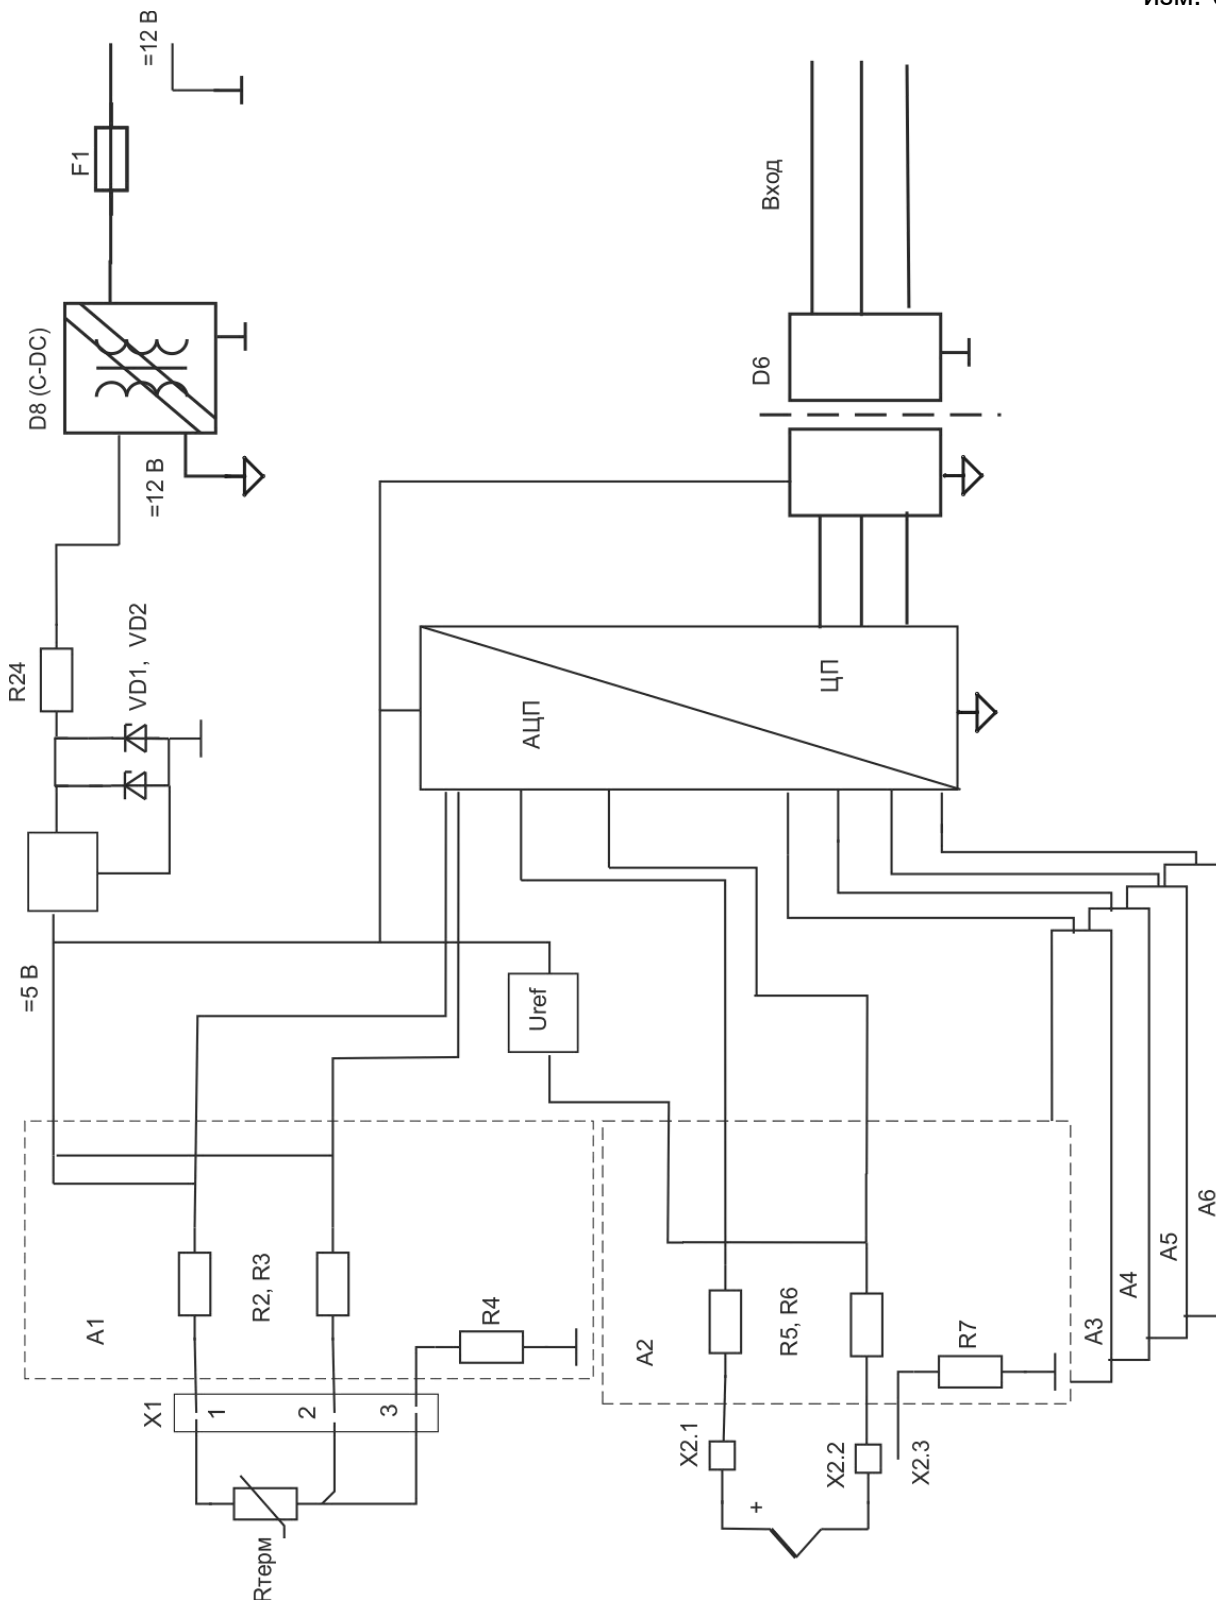 =12 В
F1
D8 (C-DC)
=12 В
R24
VD1, VD2
=5 В
Вход
D6
АЦП
ЦП
Uref
A1
R2, R3
R4
X1
1
2
3
Rтерм
A2
R5, R6
R7
X2.1
X2.2
X2.3
+
A3
A4
A5
A6